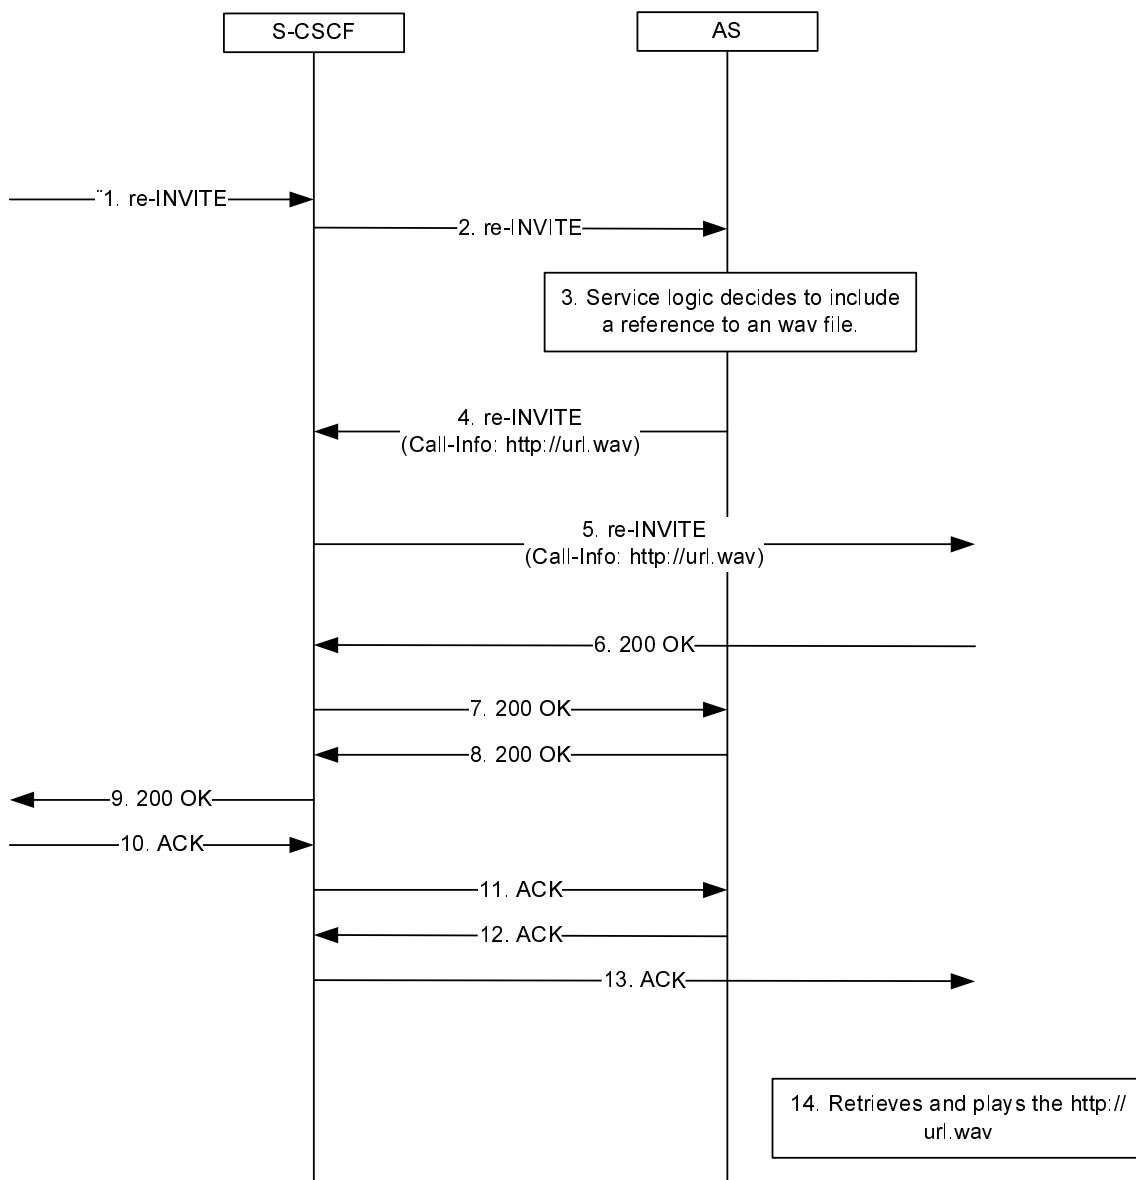 S-CSCF
AS
¨1. re-INVITE
2. re-INVITE
3. Service logic decides to include
a reference to an wav file.
4. re-INVITE
(Call-Info: http://url.wav)
5. re-INVITE
(Call-Info: http://url.wav)
6. 200 OK
7. 200 OK
8. 200 OK
9. 200 OK
10. ACK
11. ACK
12. ACK
13. ACK
14. Retrieves and plays the http://
url.wav